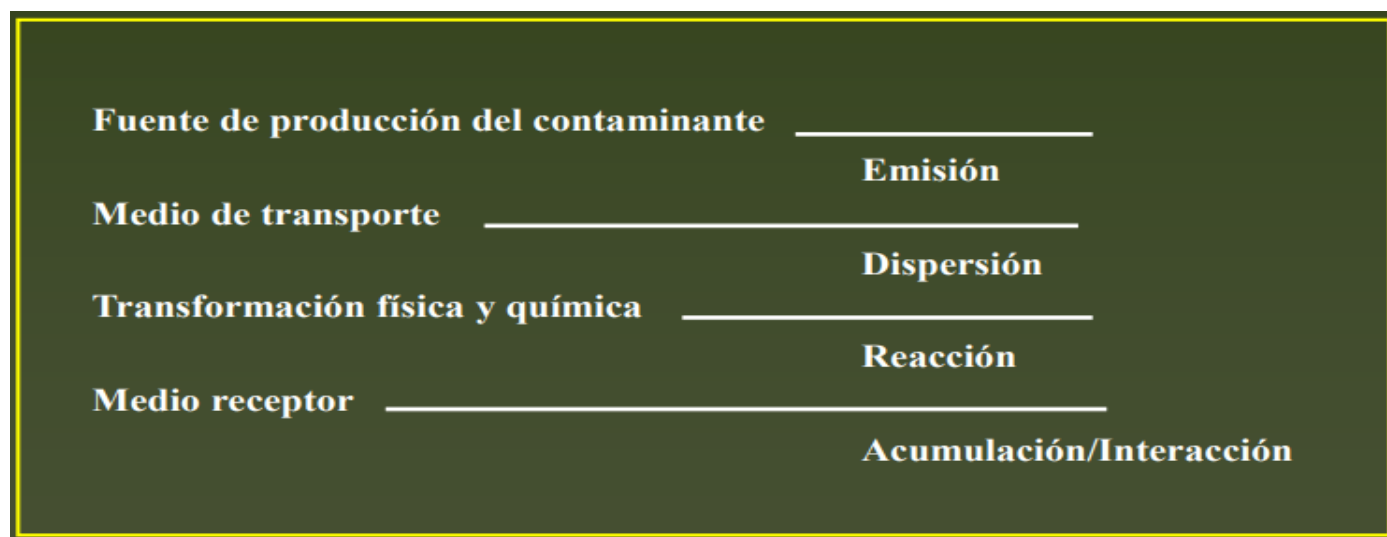 Fuente de producción del contaminante
Emisión
Medio de transporte
Dispersión
Transformación física y química
Reacción
Medio receptor
Acumulación/Interacción